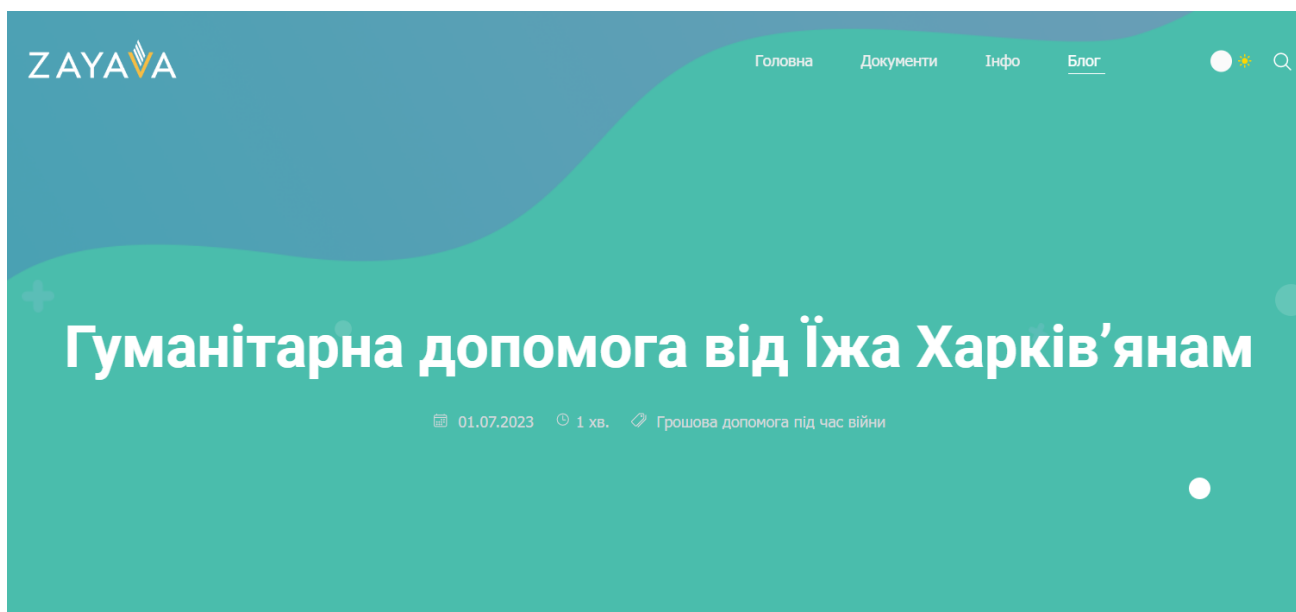 ZAYAVA
Головна Документи Інфо Блог
Гуманітарна допомога від Їжа Харків’янам
01.07.2023 1 хв. Грошова допомога під час війни